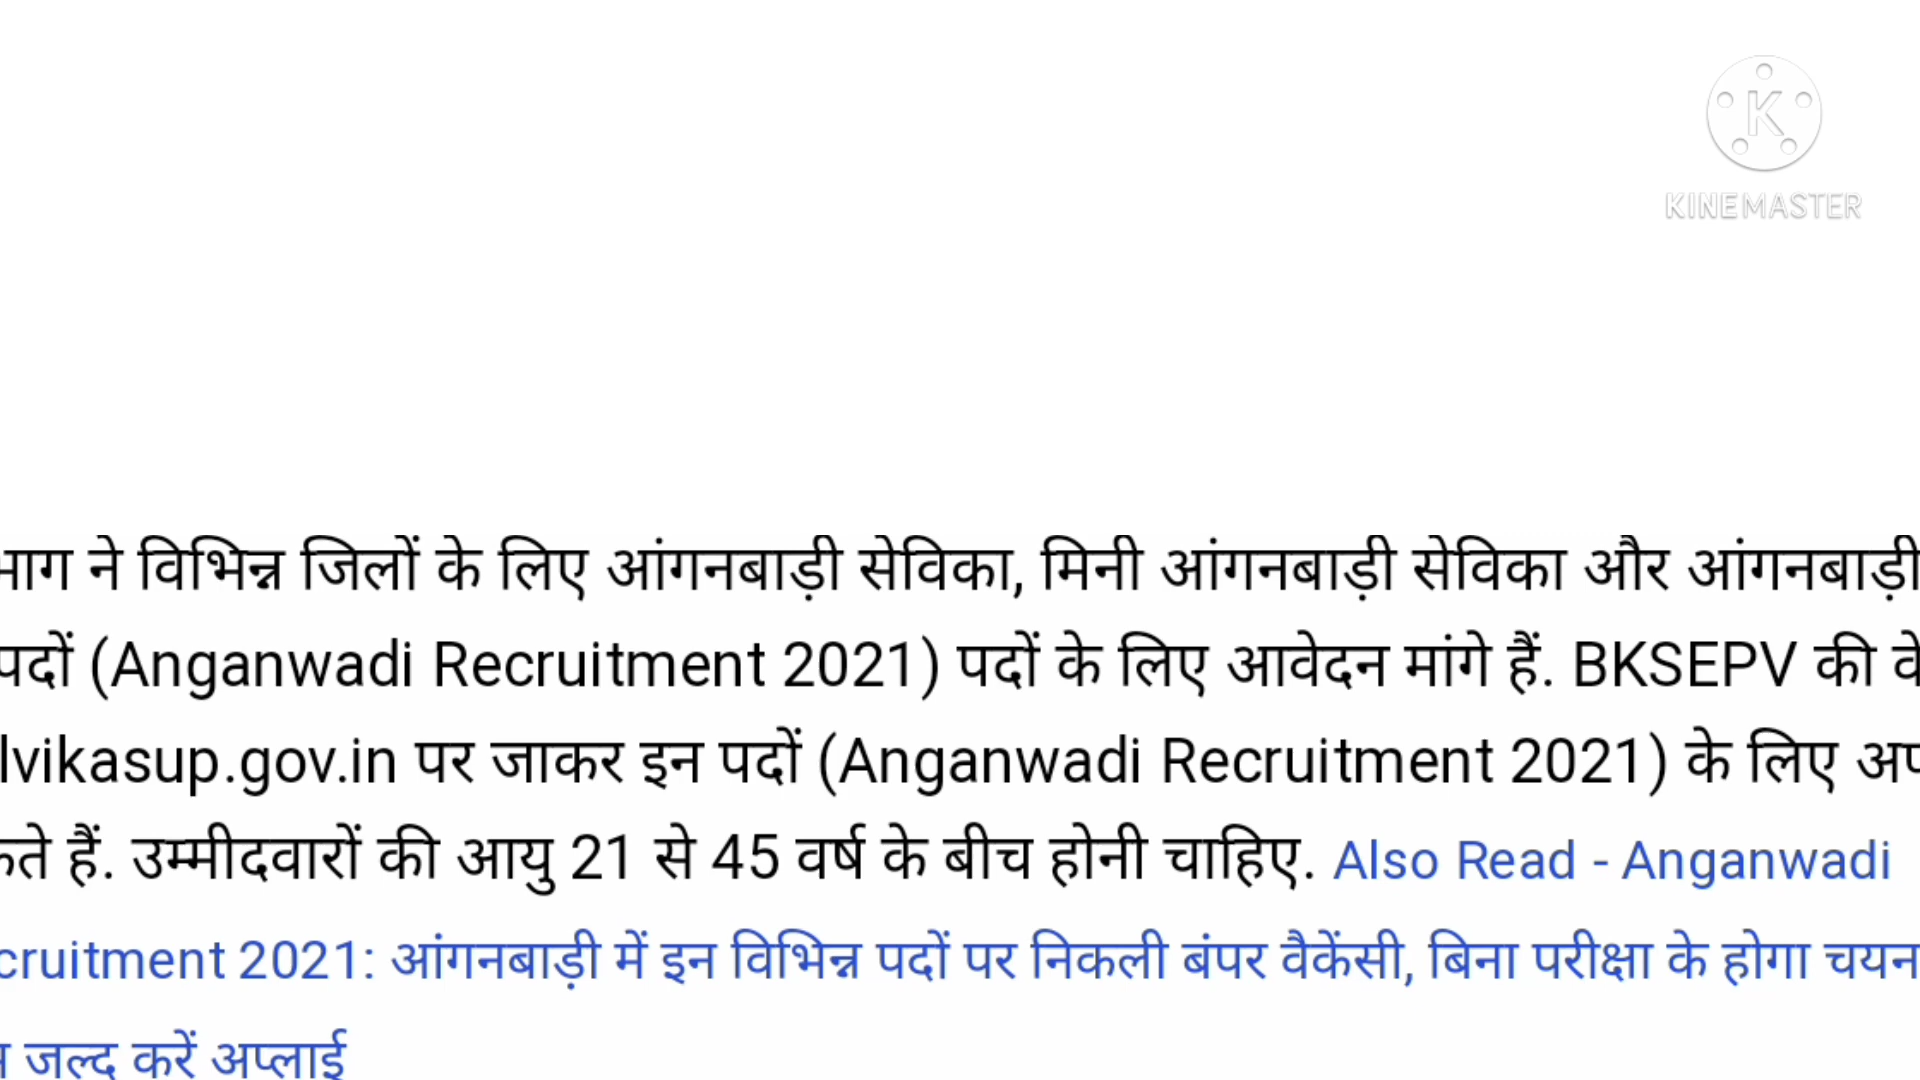 K
KINEMASTER
ने विभिन्न जिलों के लिए आंगनबाड़ी सेविका, मिनी आंगनबाड़ी सेविका और आंगनबाड़ी
पदों (Anganwadi Recruitment 2021) पदों के लिए आवेदन मांगे हैं. BKSEPV की
lvikasup.gov.in पर जाकर इन पदों (Anganwadi Recruitment 2021) के लिए
हैं. उम्मीदवारों की आयु 21 से 45 वर्ष के बीच होनी चाहिए. Also Read - Anganwadi
cruitment 2021: आंगनबाड़ी में इन विभिन्न पदों पर निकली बंपर वैकेंसी, बिना परीक्षा के होगा चयन
जल्द करें अप्लाई